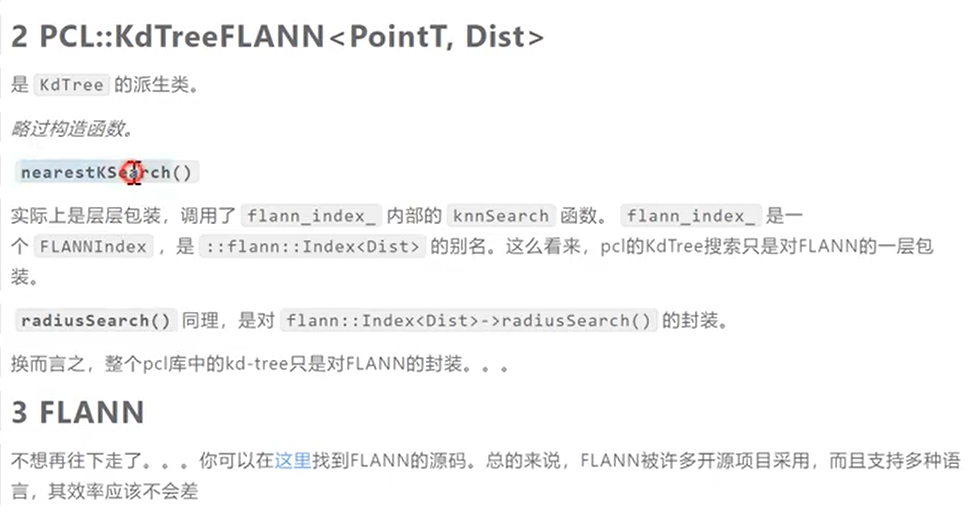 2 PCL::KdTreeFLANN<PointT, Dist>
是 KdTree 的派生类。
略过构造函数。
nearestKSearch()
实际上是层层包装，调用了 flann_index_ 内部的 knnSearch 函数。 flann_index_ 是一
个 FLANNIndex ，是 ::flann::Index<Dist> 的别名。这么看来，pcl的KdTree搜索只是对FLANN的一层包
装。
radiusSearch() 同理，是对 flann::Index<Dist>->radiusSearch() 的封装。
换而言之，整个pcl库中的kd-tree只是对FLANN的封装。。。
3 FLANN
不想再往下走了。。。你可以在这里找到FLANN的源码。总的来说，FLANN被许多开源项目采用，而且支持多种语
言，其效率应该不会差